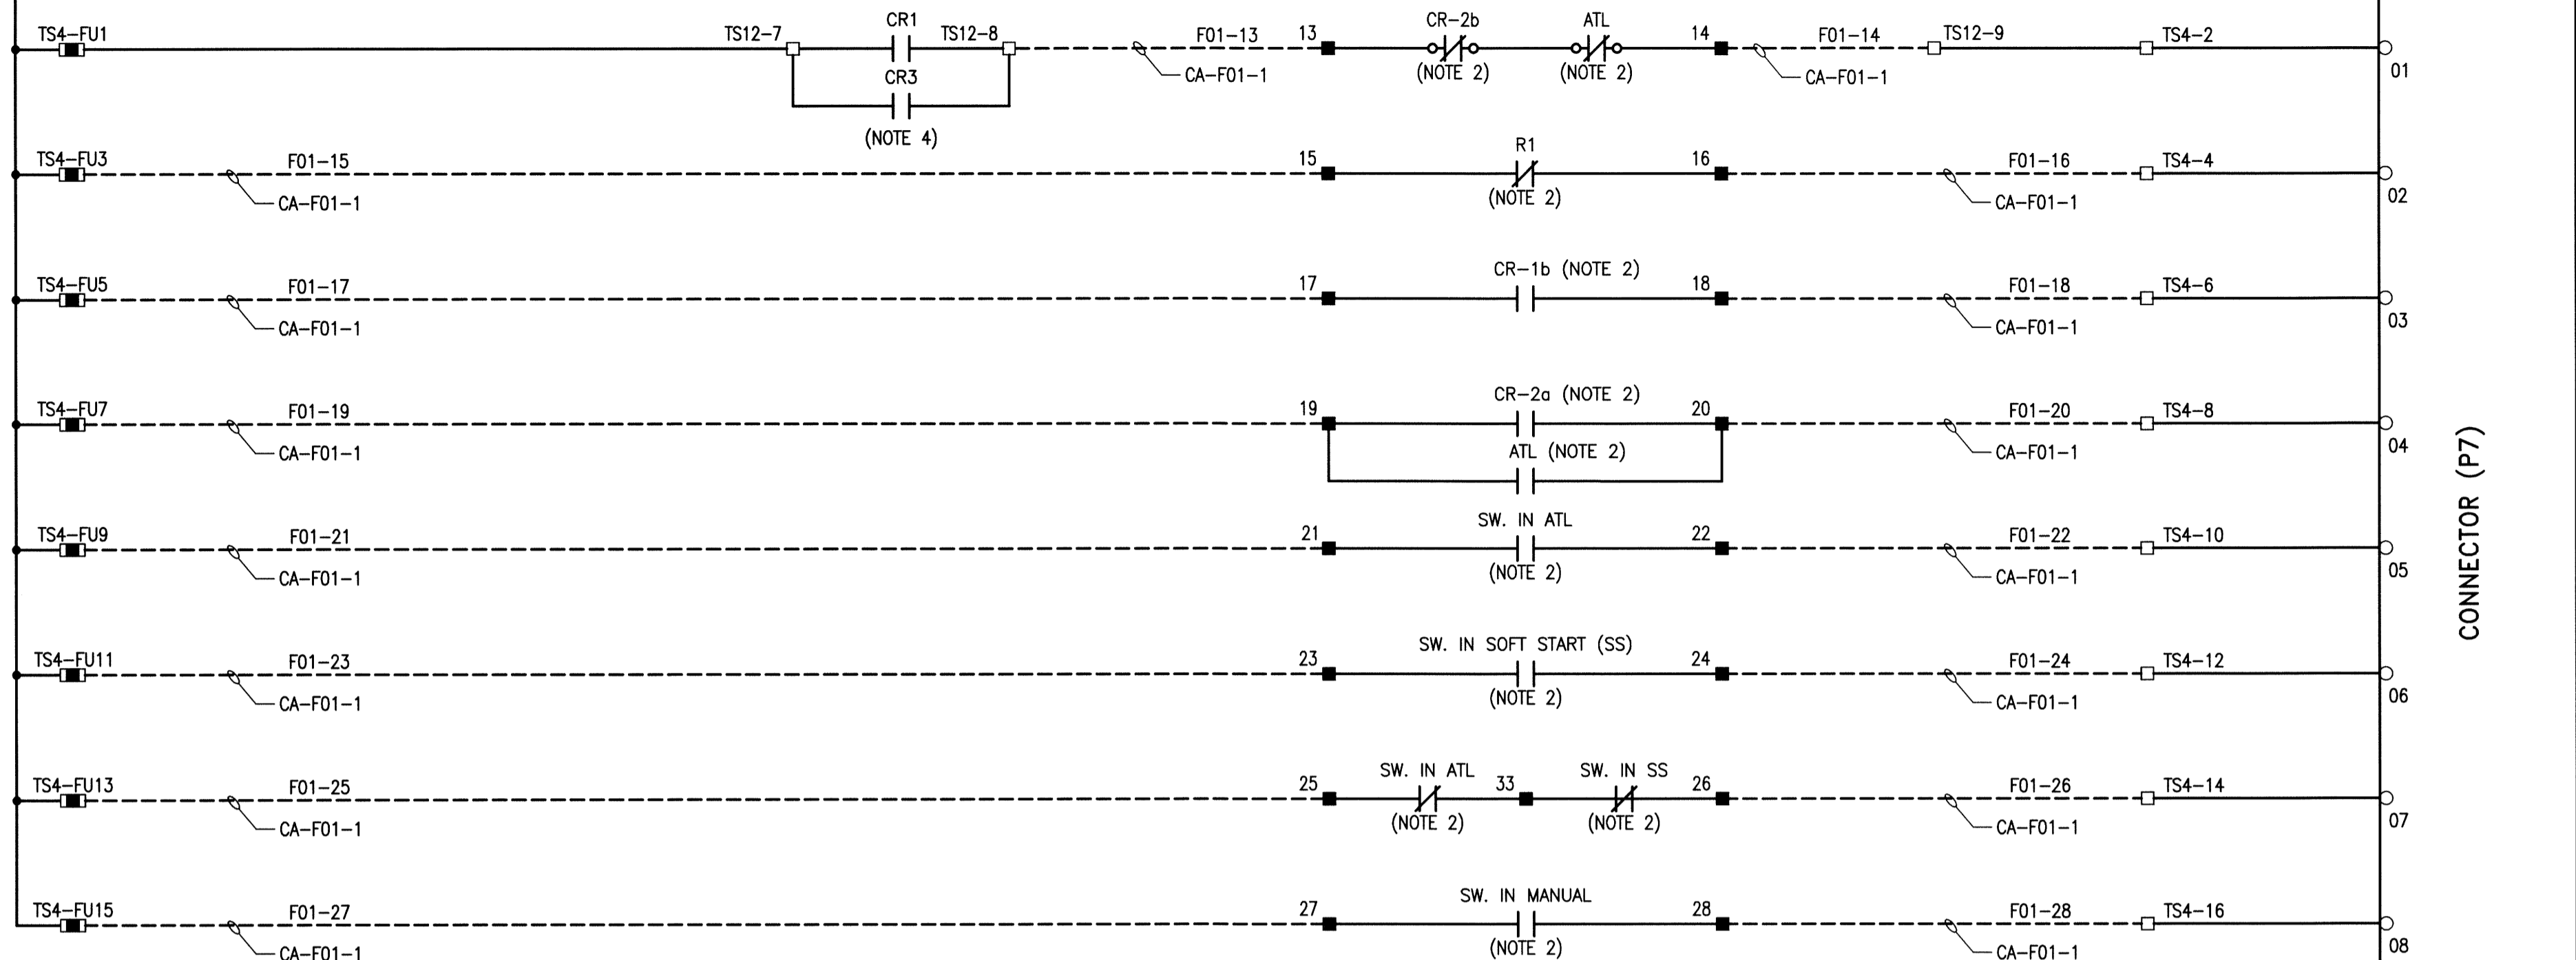 CR1 CR-2b ATL
TS4-FU1 TS12-7 TS12-8 F01-13 13 14 F01-14 TS12-9 TS4-2
CR3 CA-F01-1 (NOTE 2) (NOTE 2) CA-F01-1 01
(NOTE 4)
R1
TS4-FU3 F01-15 15 16 F01-16 TS4-4
CA-F01-1 (NOTE 2) CA-F01-1 02
CR-1b (NOTE 2)
TS4-FU5 F01-17 17 18 F01-18 TS4-6
CA-F01-1 CA-F01-1 03
CR-2a (NOTE 2)
TS4-FU7 F01-19 19 20 F01-20 TS4-8
CA-F01-1 ATL (NOTE 2) CA-F01-1 04
SW. IN ATL
TS4-FU9 F01-21 21 22 F01-22 TS4-10
CA-F01-1 (NOTE 2) CA-F01-1 05
SW. IN SOFT START (SS)
TS4-FU11 F01-23 23 24 F01-24 TS4-12
CA-F01-1 (NOTE 2) CA-F01-1 06
SW. IN ATL SW. IN SS
TS4-FU13 F01-25 25 33 26 F01-26 TS4-14
CA-F01-1 (NOTE 2) (NOTE 2) CA-F01-1 07
SW. IN MANUAL
TS4-FU15 F01-27 27 28 F01-28 TS4-16
CA-F01-1 (NOTE 2) CA-F01-1 08
CONNECTOR (P7)